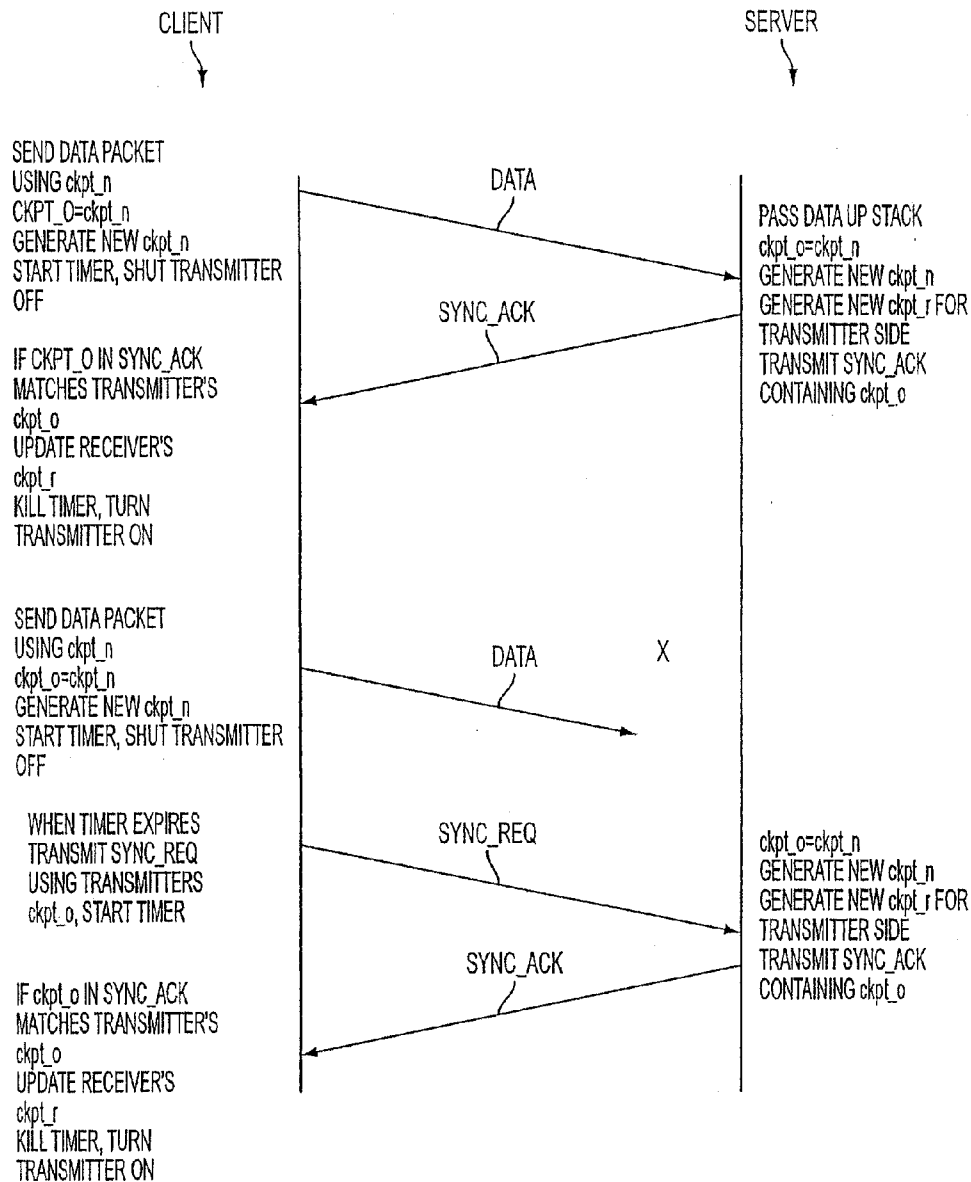 CLIENT
SERVER
SEND DATA PACKET
USING ckpt_n
CKPT_O=ckpt_n
GENERATE NEW ckpt_n
START TIMER, SHUT TRANSMITTER
OFF
DATA
PASS DATA UP STACK
ckpt_o=ckpt_n
GENERATE NEW ckpt_n
GENERATE NEW ckpt_r FOR
TRANSMITTER SIDE
TRANSMIT SYNC_ACK
CONTAINING ckpt_o
SYNC_ACK
IF CKPT_O IN SYNC_ACK
MATCHES TRANSMITTER'S
ckpt_o
UPDATE RECEIVER'S
ckpt_r
KILL TIMER, TURN
TRANSMITTER ON
SEND DATA PACKET
USING ckpt_n
ckpt_o=ckpt_n
GENERATE NEW ckpt_n
START TIMER, SHUT TRANSMITTER
OFF
DATA
X
WHEN TIMER EXPIRES
TRANSMIT SYNC_REQ
USING TRANSMITTERS
ckpt_o, START TIMER
SYNC_REQ
ckpt_o=ckpt_n
GENERATE NEW ckpt_n
GENERATE NEW ckpt_r FOR
TRANSMITTER SIDE
TRANSMIT SYNC_ACK
CONTAINING ckpt_o
SYNC_ACK
IF ckpt_o IN SYNC_ACK
MATCHES TRANSMITTER'S
ckpt_o
UPDATE RECEIVER'S
ckpt_r
KILL TIMER, TURN
TRANSMITTER ON